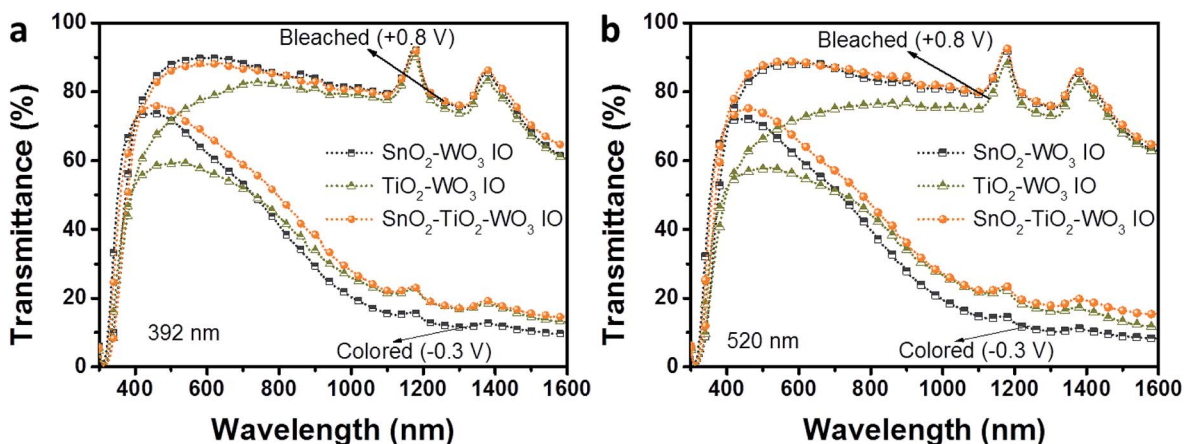 a
100
80
60
40
20
0
Transmittance (%)
Bleached (+0.8 V)
SnO₂-WO₃ IO
TiO₂-WO₃ IO
SnO₂-TiO₂-WO₃ IO
392 nm
Colored (-0.3 V)
400 600 800 1000 1200 1400 1600
Wavelength (nm)
b
100
80
60
40
20
0
Transmittance (%)
Bleached (+0.8 V)
SnO₂-WO₃ IO
TiO₂-WO₃ IO
SnO₂-TiO₂-WO₃ IO
520 nm
Colored (-0.3 V)
400 600 800 1000 1200 1400 1600
Wavelength (nm)